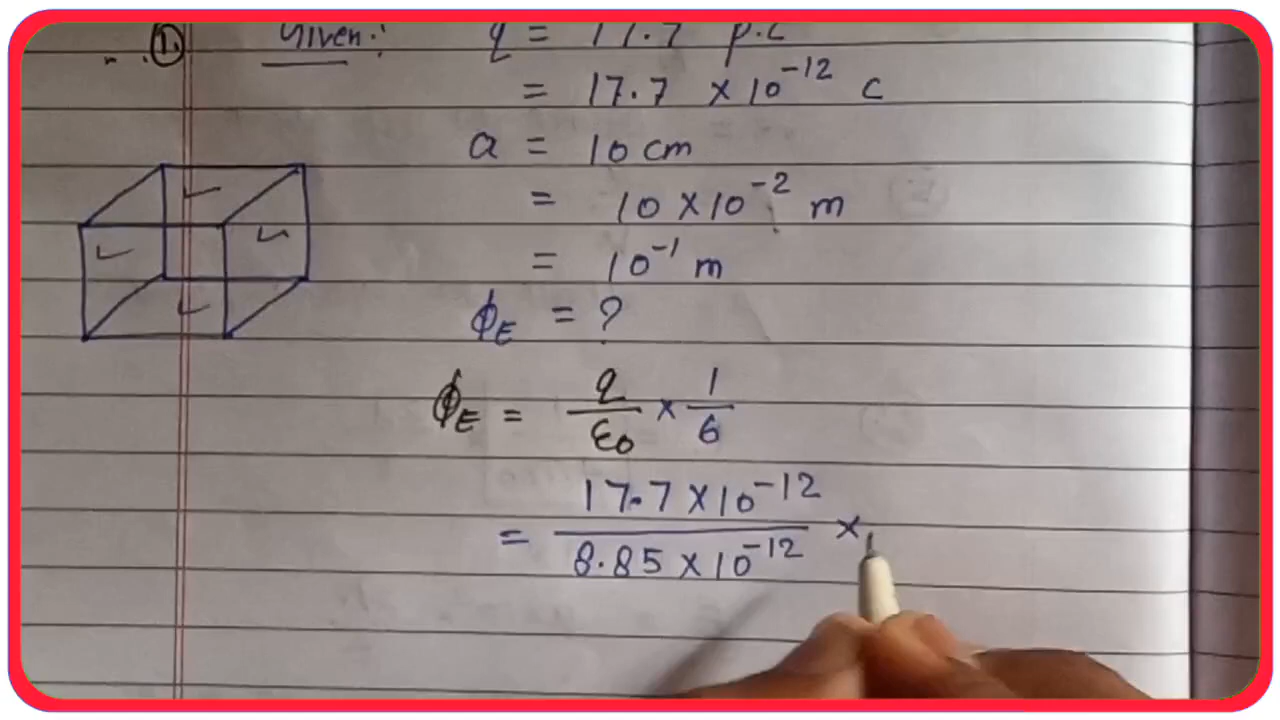 ①. Given:
q = 17.7 p.c
= 17.7 × 10⁻¹² c
a = 10 cm
= 10 × 10⁻² m
= 10⁻¹ m
ϕE = ?
ϕE = q/ε0 × 1/6
= 17.7 × 10⁻¹² / 8.85 × 10⁻¹² ×